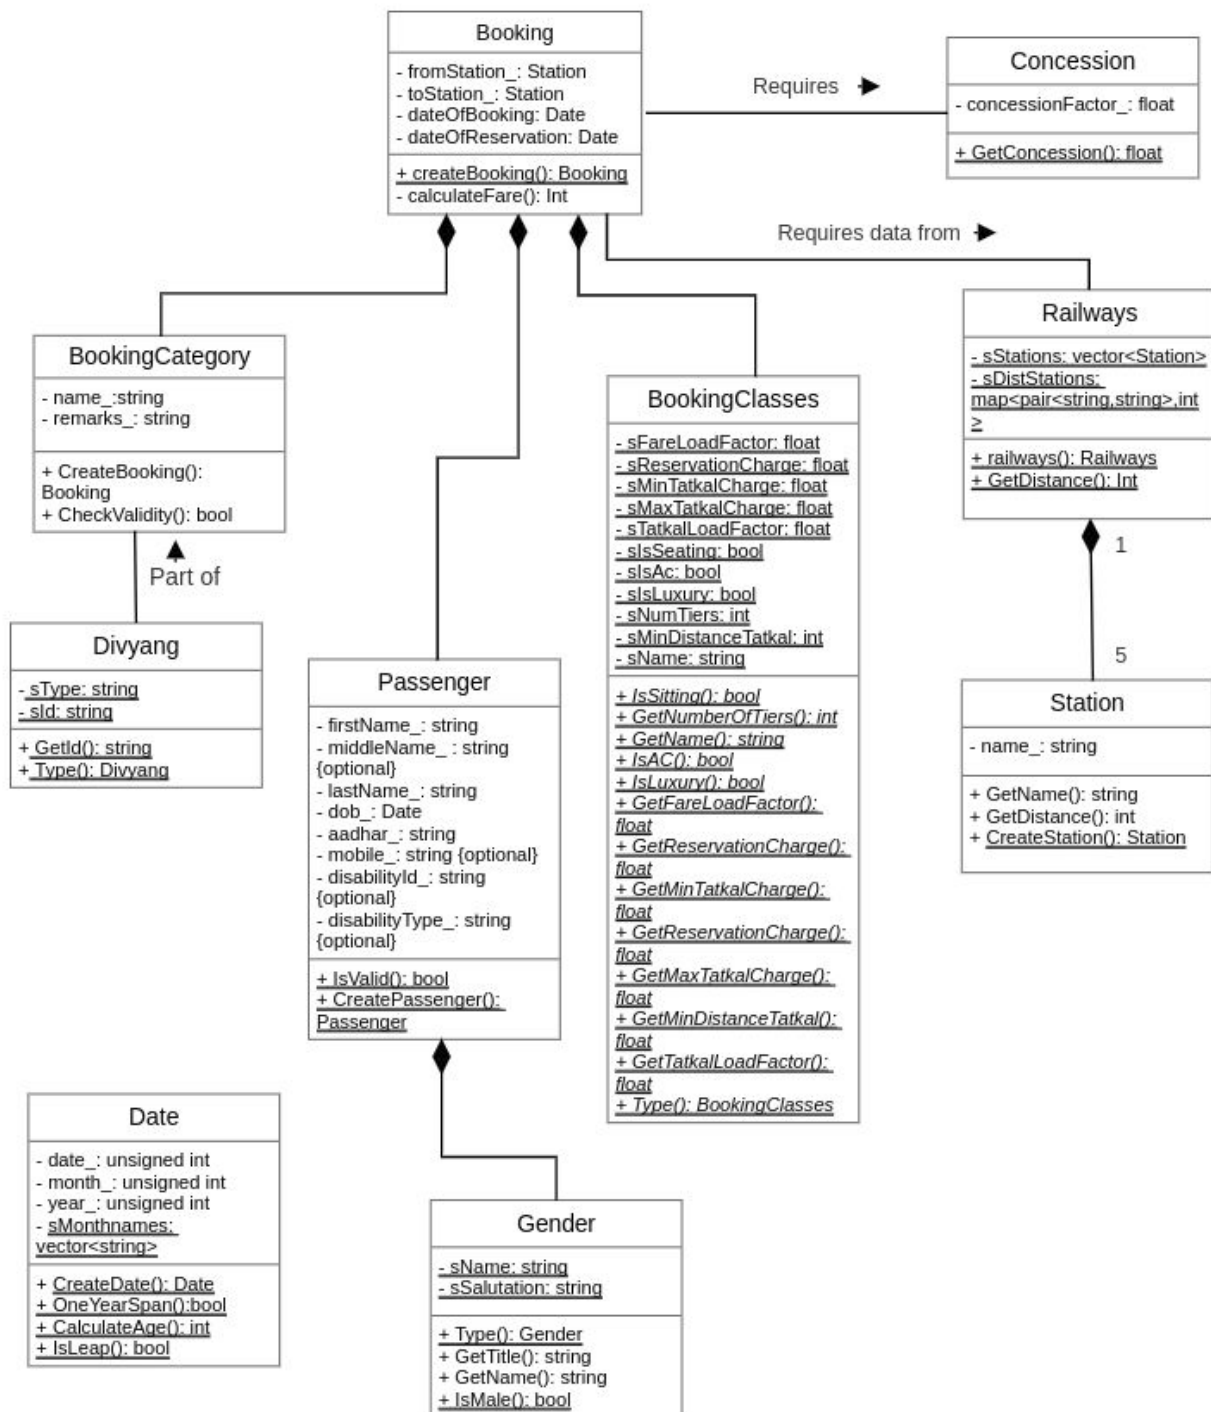 Booking
- fromStation_: Station
- toStation_: Station
- dateOfBooking: Date
- dateOfReservation: Date
+ createBooking(): Booking
- calculateFare(): Int
Requires
Concession
- concessionFactor_: float
+ GetConcession(): float
Requires data from
Railways
- sStations: vector<Station>
- sDistStations:
map<pair<string,string>,int
>
+ railways(): Railways
+ GetDistance(): Int
1
5
Station
- name_: string
+ GetName(): string
+ GetDistance(): int
+ CreateStation(): Station
BookingCategory
- name_:string
- remarks_: string
+ CreateBooking():
Booking
+ CheckValidity(): bool
Part of
Divyang
- sType: string
- sId: string
+ GetId(): string
+ Type(): Divyang
Passenger
- firstName_: string
- middleName_ : string
{optional}
- lastName_: string
- dob_: Date
- aadhar_: string
- mobile_: string {optional}
- disabilityId_: string
{optional}
- disabilityType_: string
{optional}
+ IsValid(): bool
+ CreatePassenger():
Passenger
BookingClasses
- sFareLoadFactor: float
- sReservationCharge: float
- sMinTatkalCharge: float
- sMaxTatkalCharge: float
- sTatkalLoadFactor: float
- sIsSeating: bool
- sIsAc: bool
- sIsLuxury: bool
- sNumTiers: int
- sMinDistanceTatkal: int
- sName: string
+ IsSitting(): bool
+ GetNumberOfTiers(): int
+ GetName(): string
+ IsAC(): bool
+ IsLuxury(): bool
+ GetFareLoadFactor():
float
+ GetReservationCharge():
float
+ GetMinTatkalCharge():
float
+ GetReservationCharge():
float
+ GetMaxTatkalCharge():
float
+ GetMinDistanceTatkal():
float
+ GetTatkalLoadFactor():
float
+ Type(): BookingClasses
Date
- date_: unsigned int
- month_: unsigned int
- year_: unsigned int
- sMonthnames:
vector<string>
+ CreateDate(): Date
+ OneYearSpan():bool
+ CalculateAge(): int
+ IsLeap(): bool
Gender
- sName: string
- sSalutation: string
+ Type(): Gender
+ GetTitle(): string
+ GetName(): string
+ IsMale(): bool